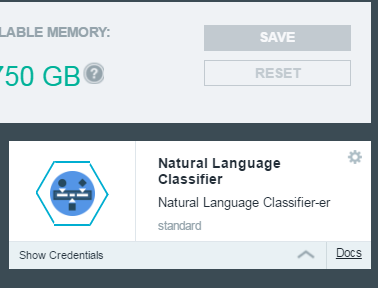 LABLE MEMORY:
SAVE
750 GB ?
RESET
Natural Language
Classifier
Natural Language Classifier-er
standard
Show Credentials
Docs